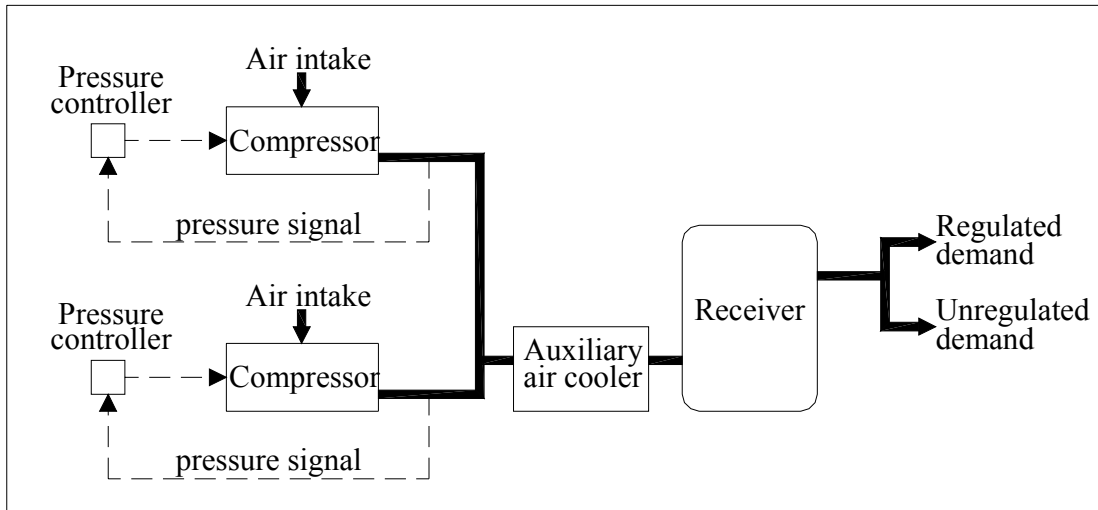 Air intake
Pressure
controller
Compressor
pressure signal
Air intake
Pressure
controller
Compressor
pressure signal
Auxiliary
air cooler
Receiver
Regulated
demand
Unregulated
demand